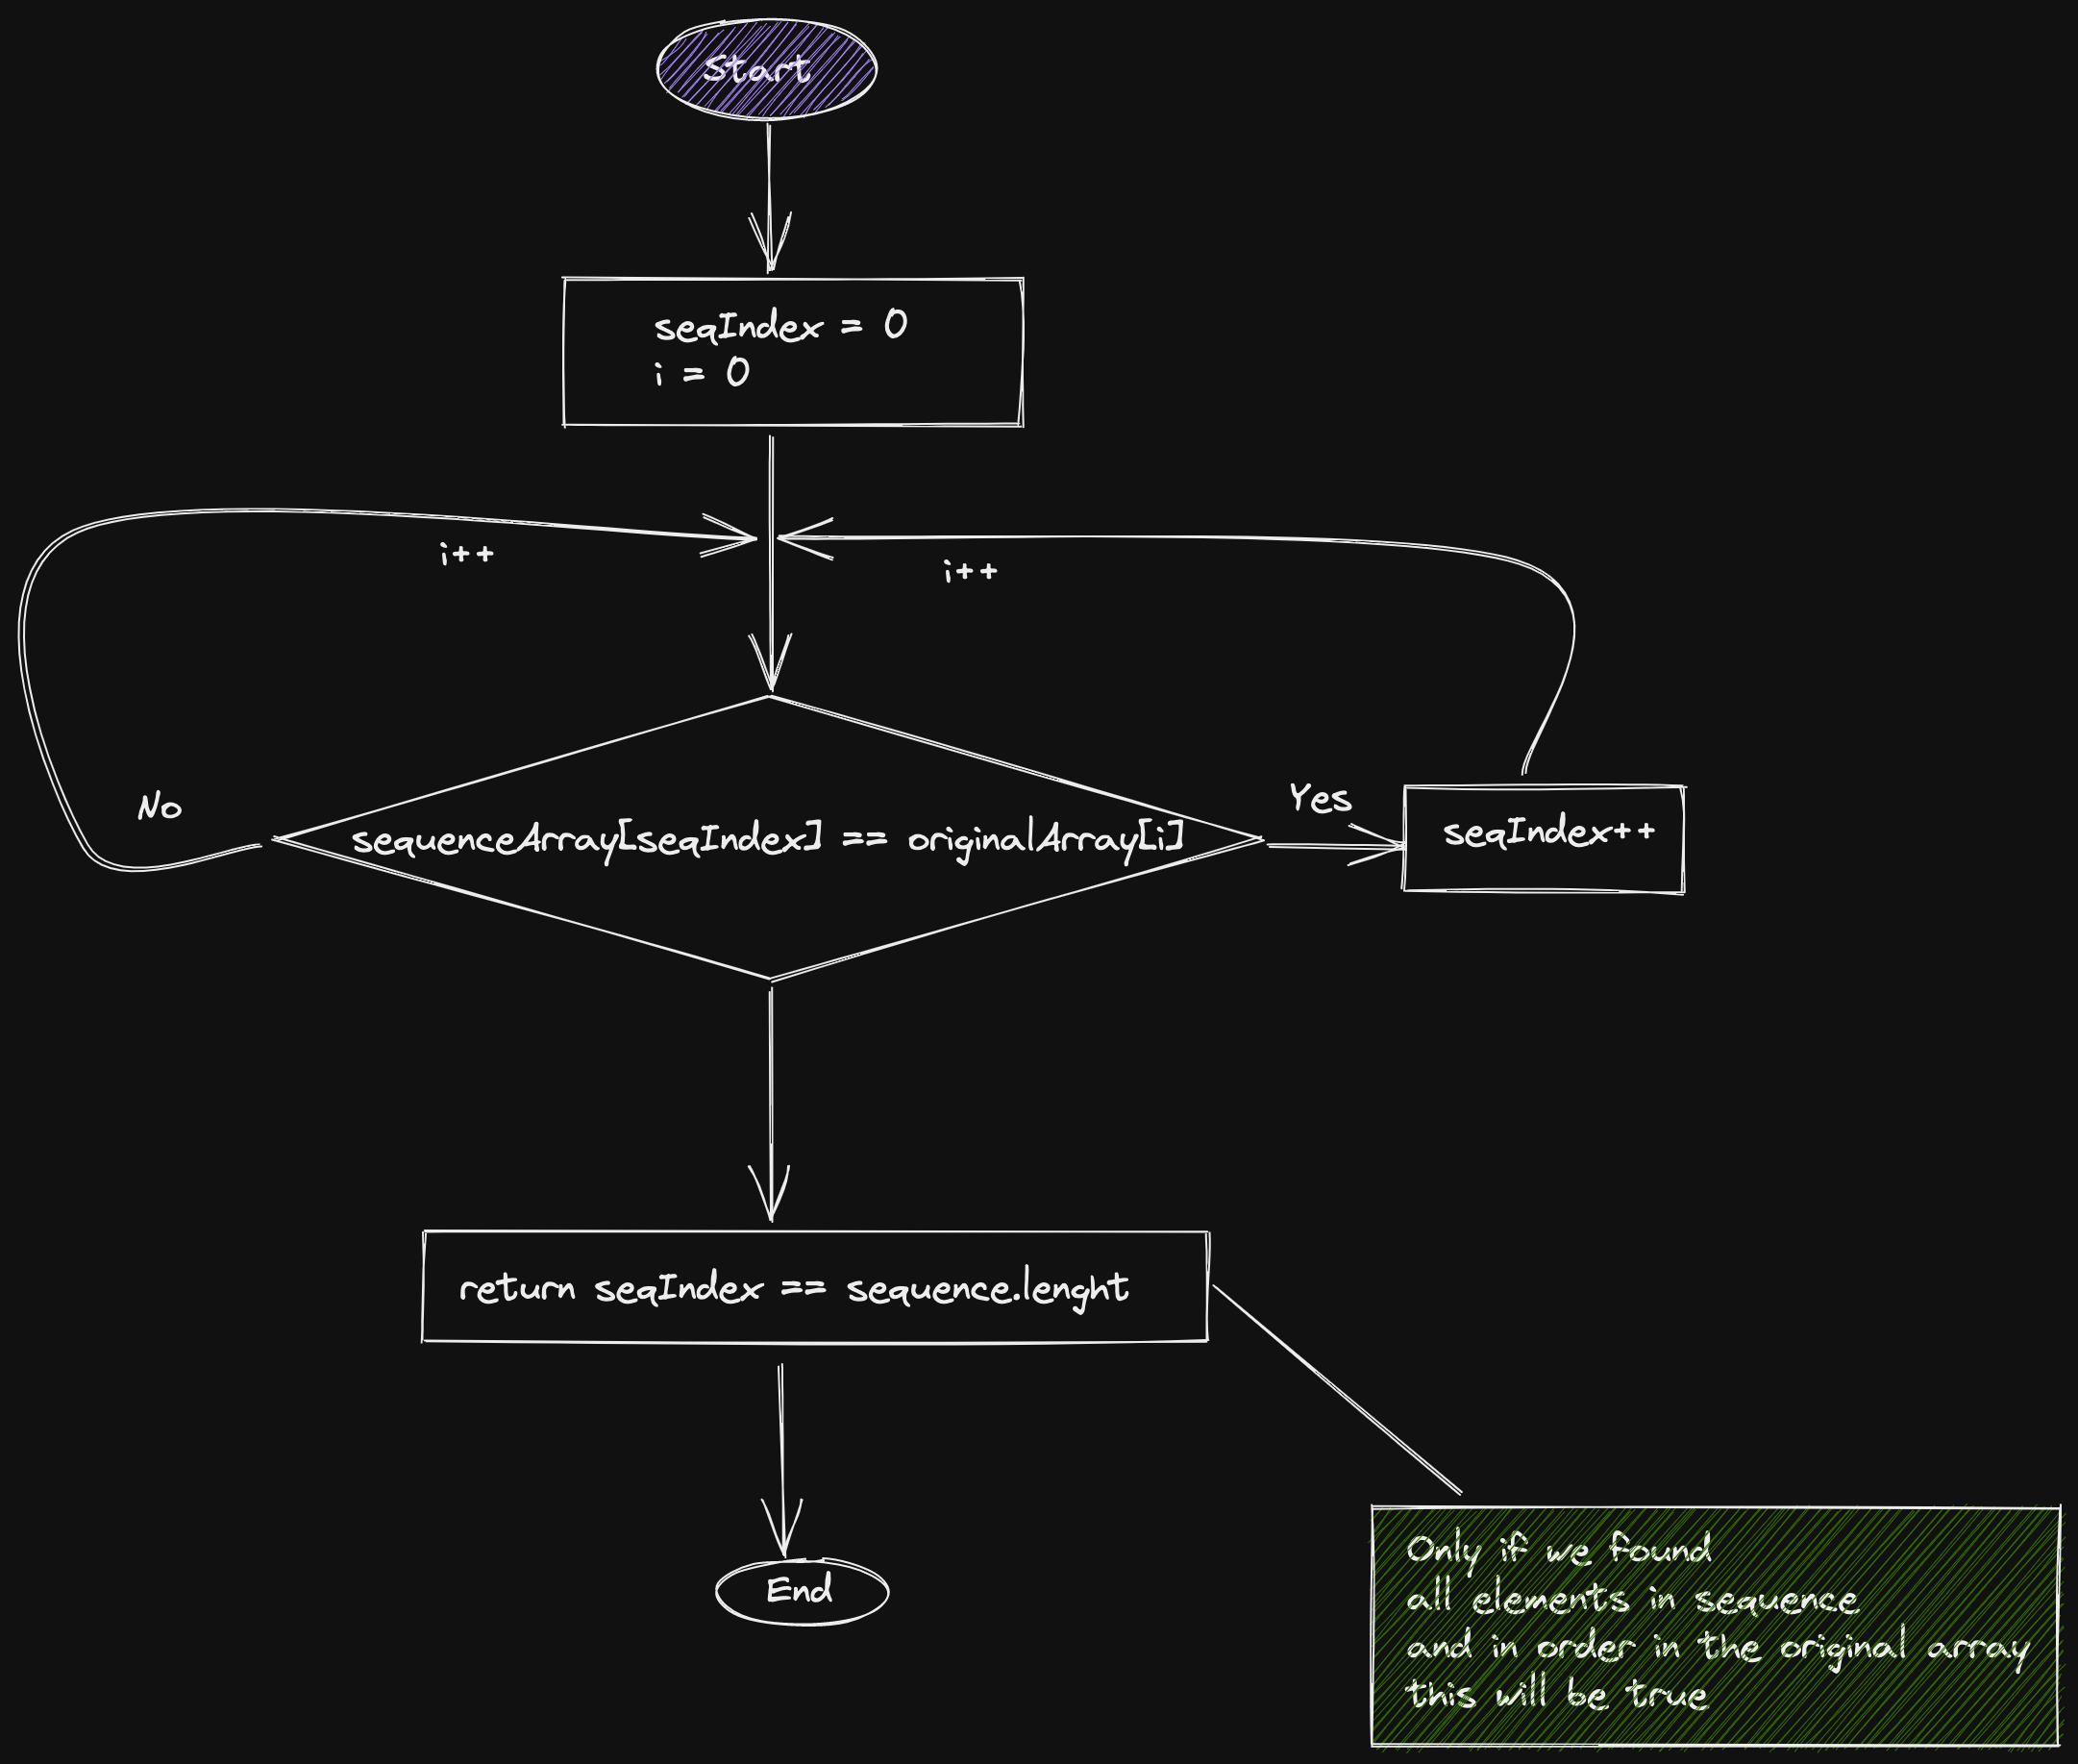 Start
seqIndex = 0
i = 0
i++
i++
No
Yes
sequenceArray[seqIndex] == originalArray[i]
seqIndex++
return seqIndex == sequence.lenght
Only if we found
all elements in sequence
and in order in the original array
this will be true
End